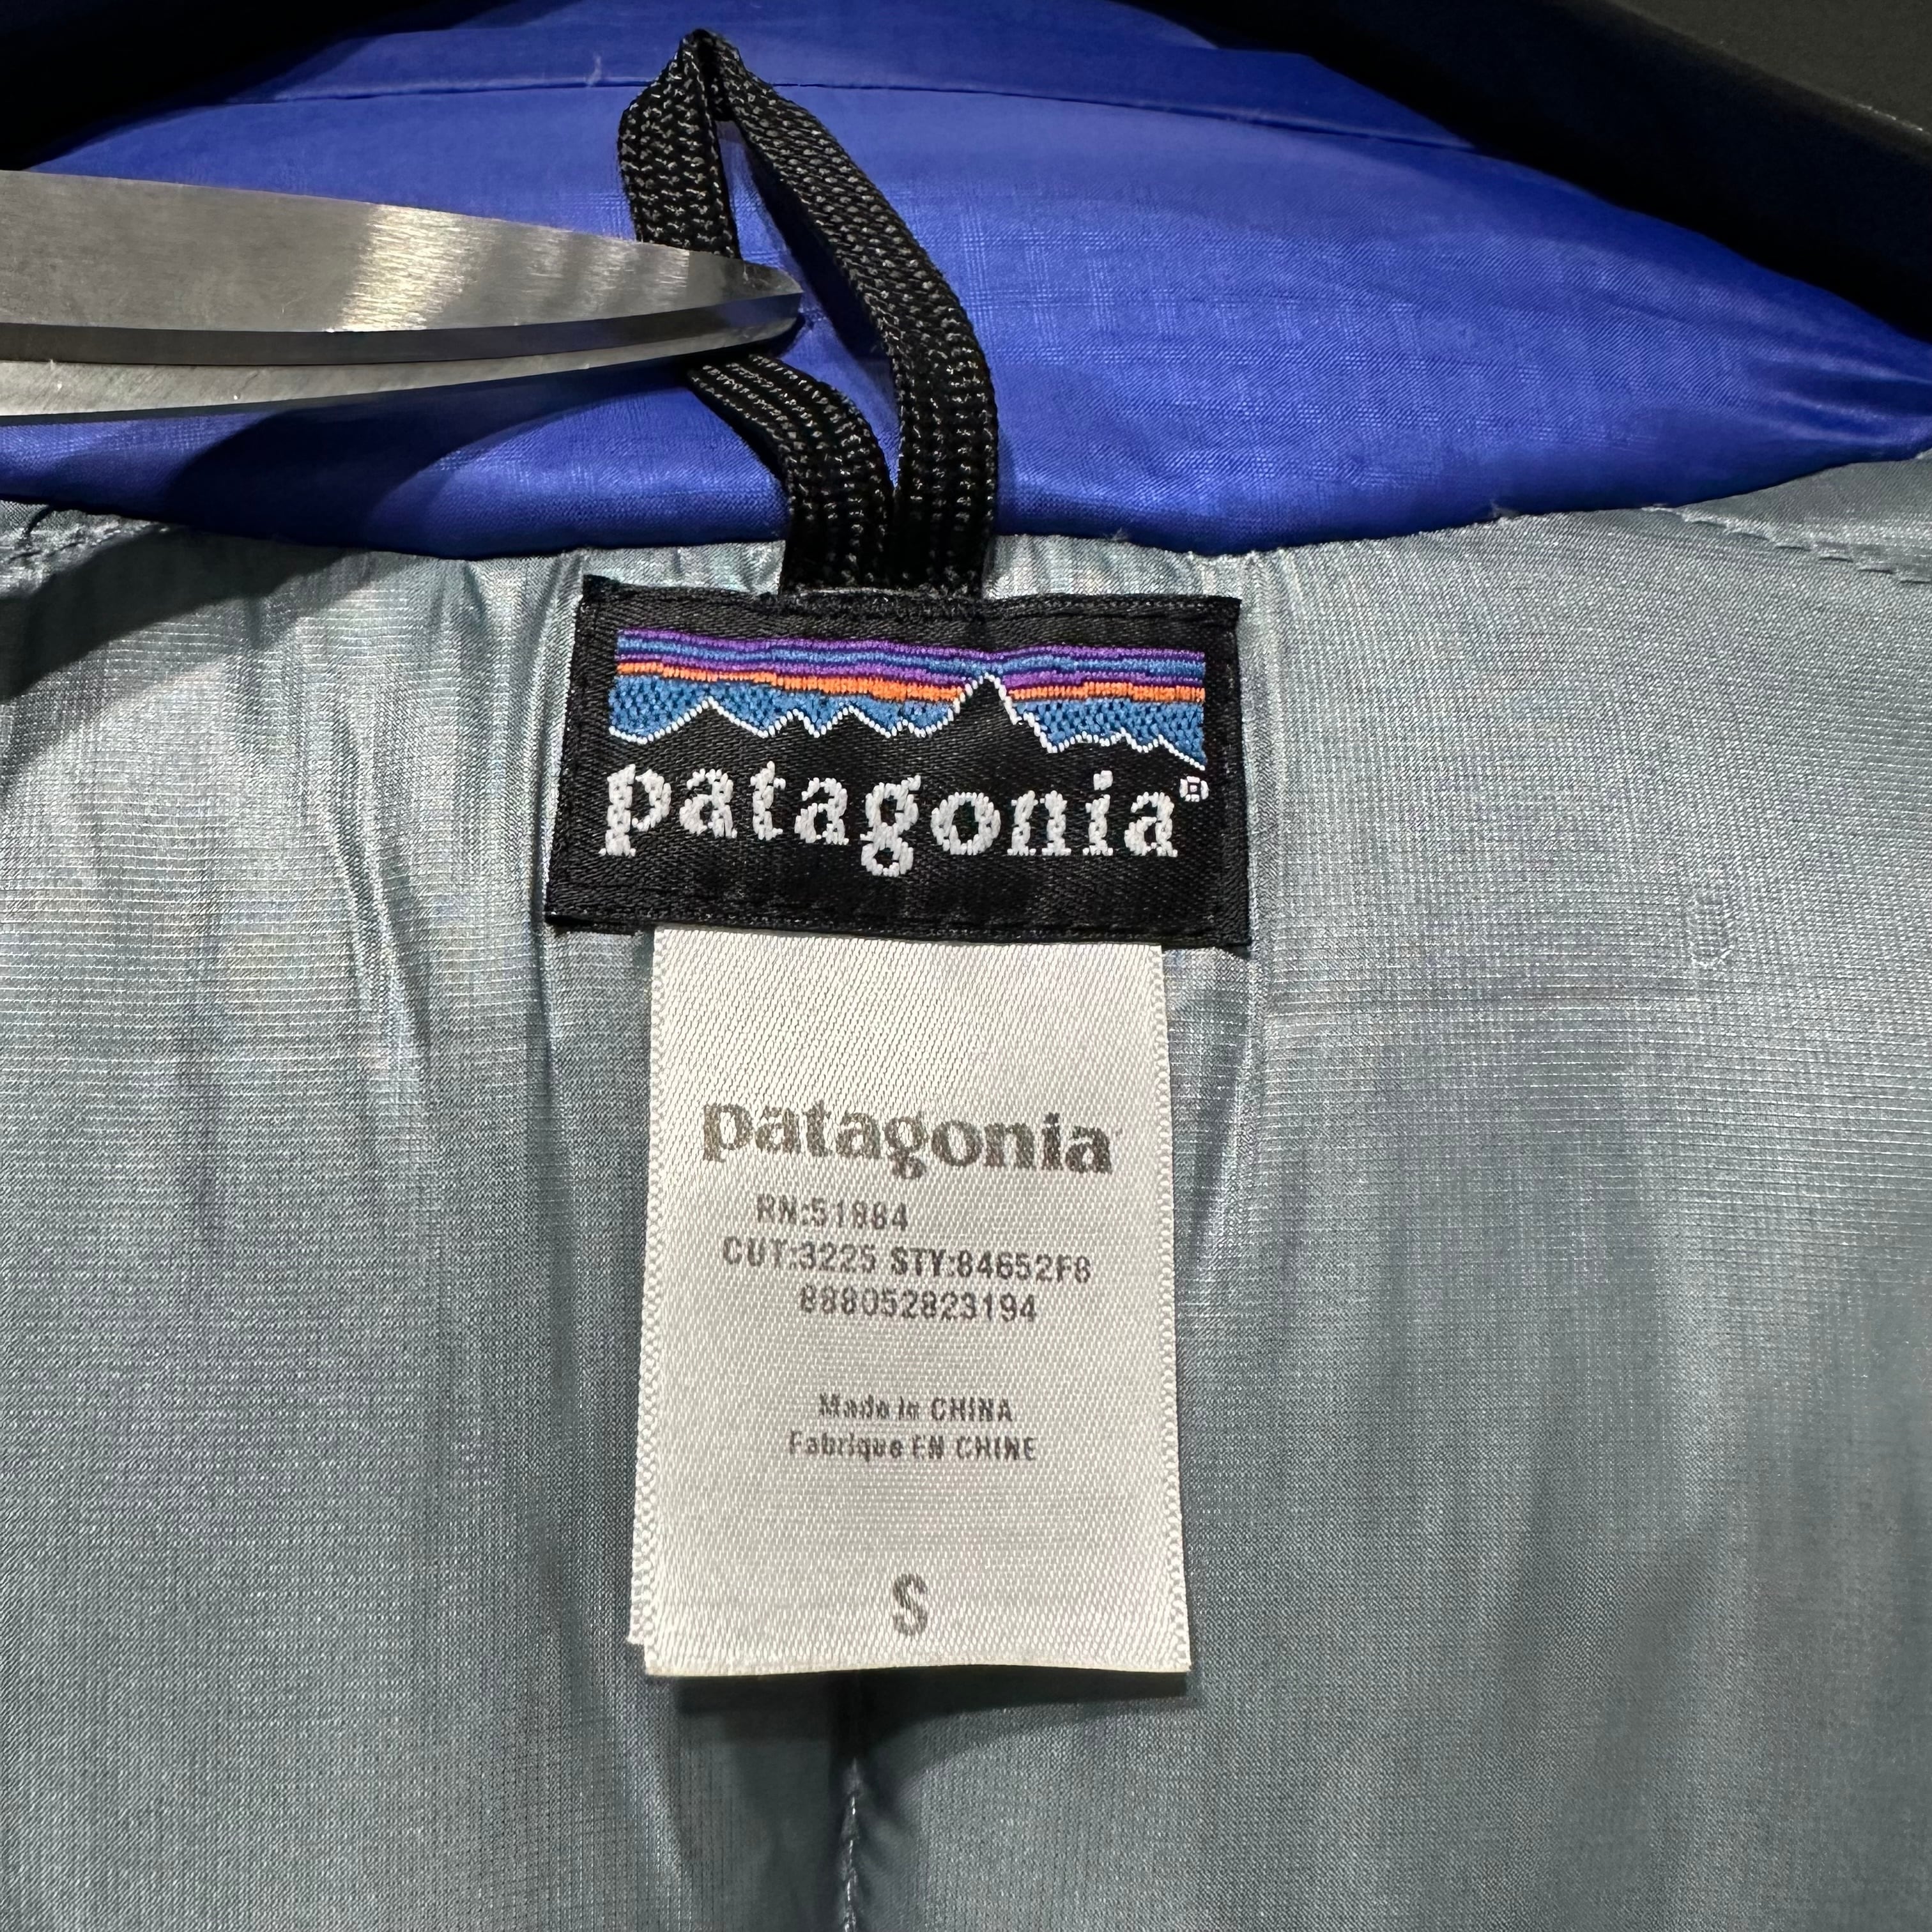 patagonia®
patagonia
RN:51884
CUT:3225 STY:84652F8
888052823194
Made in CHINA
Fabrique EN CHINE
S